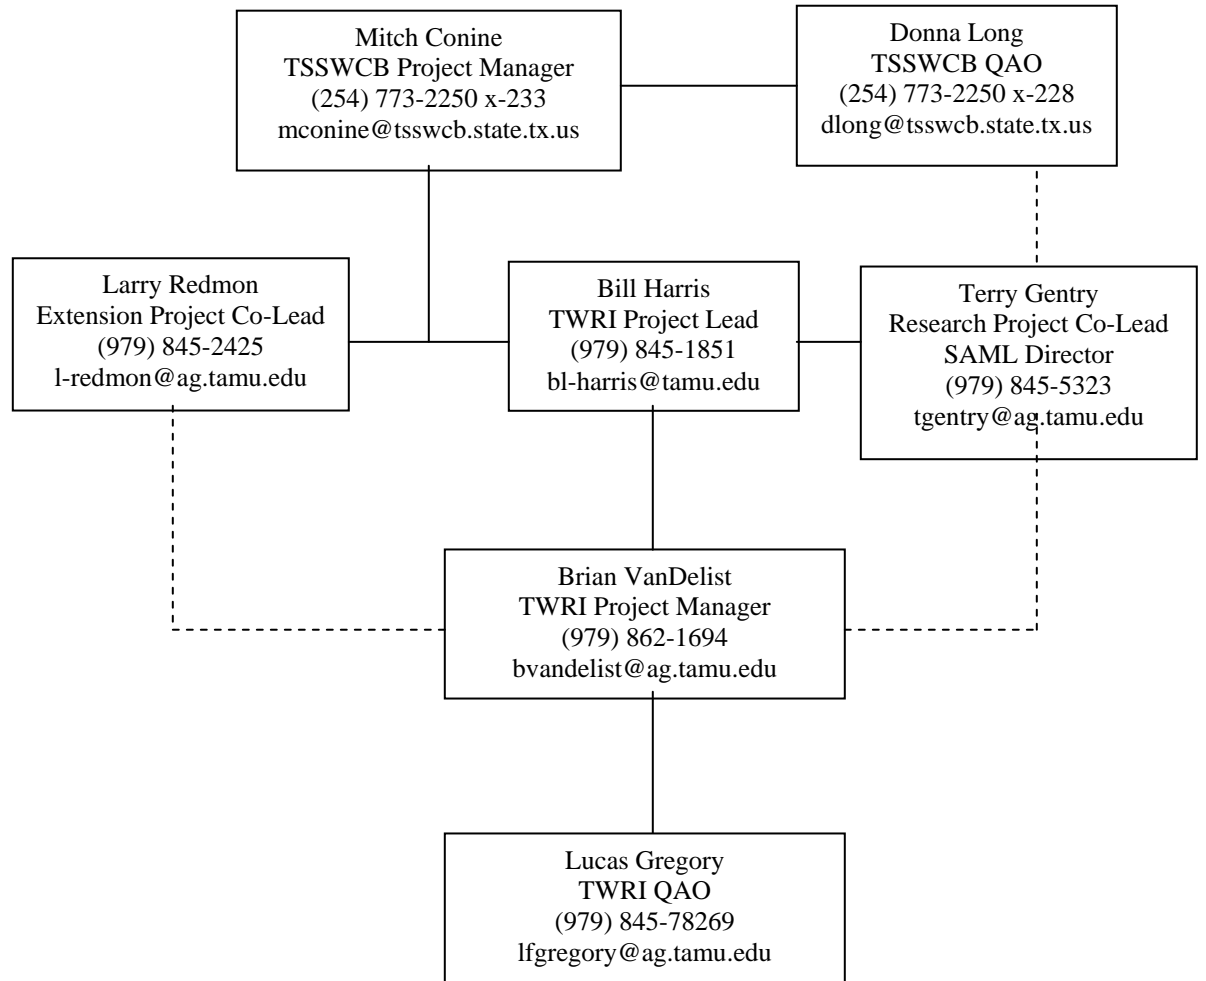 Mitch Conine
TSSWCB Project Manager
(254) 773-2250 x-233
mconine@tsswcb.state.tx.us
Donna Long
TSSWCB QAO
(254) 773-2250 x-228
dlong@tsswcb.state.tx.us
Larry Redmon
Extension Project Co-Lead
(979) 845-2425
l-redmon@ag.tamu.edu
Bill Harris
TWRI Project Lead
(979) 845-1851
bl-harris@tamu.edu
Terry Gentry
Research Project Co-Lead
SAML Director
(979) 845-5323
tgentry@ag.tamu.edu
Brian VanDelist
TWRI Project Manager
(979) 862-1694
bvandelist@ag.tamu.edu
Lucas Gregory
TWRI QAO
(979) 845-78269
lfgregory@ag.tamu.edu